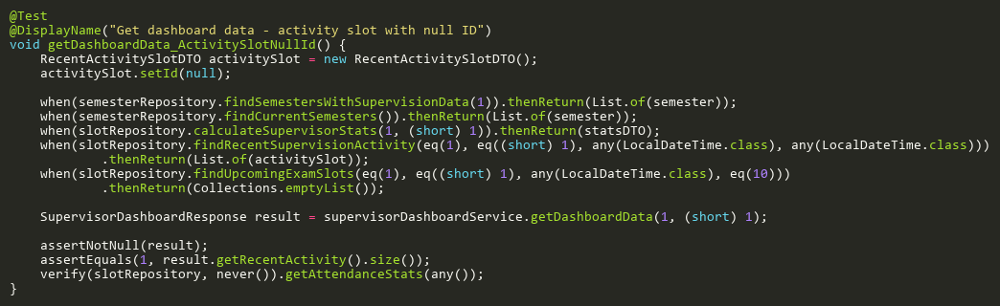 @Test
@DisplayName("Get dashboard data - activity slot with null ID")
void getDashboardData_ActivitySlotNullId() {
    RecentActivitySlotDTO activitySlot = new RecentActivitySlotDTO();
    activitySlot.setId(null);

    when(semesterRepository.findSemestersWithSupervisionData(1)).thenReturn(List.of(semester));
    when(semesterRepository.findCurrentSemesters()).thenReturn(List.of(semester));
    when(slotRepository.calculateSupervisorStats(1, (short) 1)).thenReturn(statsDTO);
    when(slotRepository.findRecentSupervisionActivity(eq(1), eq((short) 1), any(LocalDateTime.class), any(LocalDateTime.class)))
            .thenReturn(List.of(activitySlot));
    when(slotRepository.findUpcomingExamSlots(eq(1), eq((short) 1), any(LocalDateTime.class), eq(10)))
            .thenReturn(Collections.emptyList());

    SupervisorDashboardResponse result = supervisorDashboardService.getDashboardData(1, (short) 1);

    assertNotNull(result);
    assertEquals(1, result.getRecentActivity().size());
    verify(slotRepository, never()).getAttendanceStats(any());
}